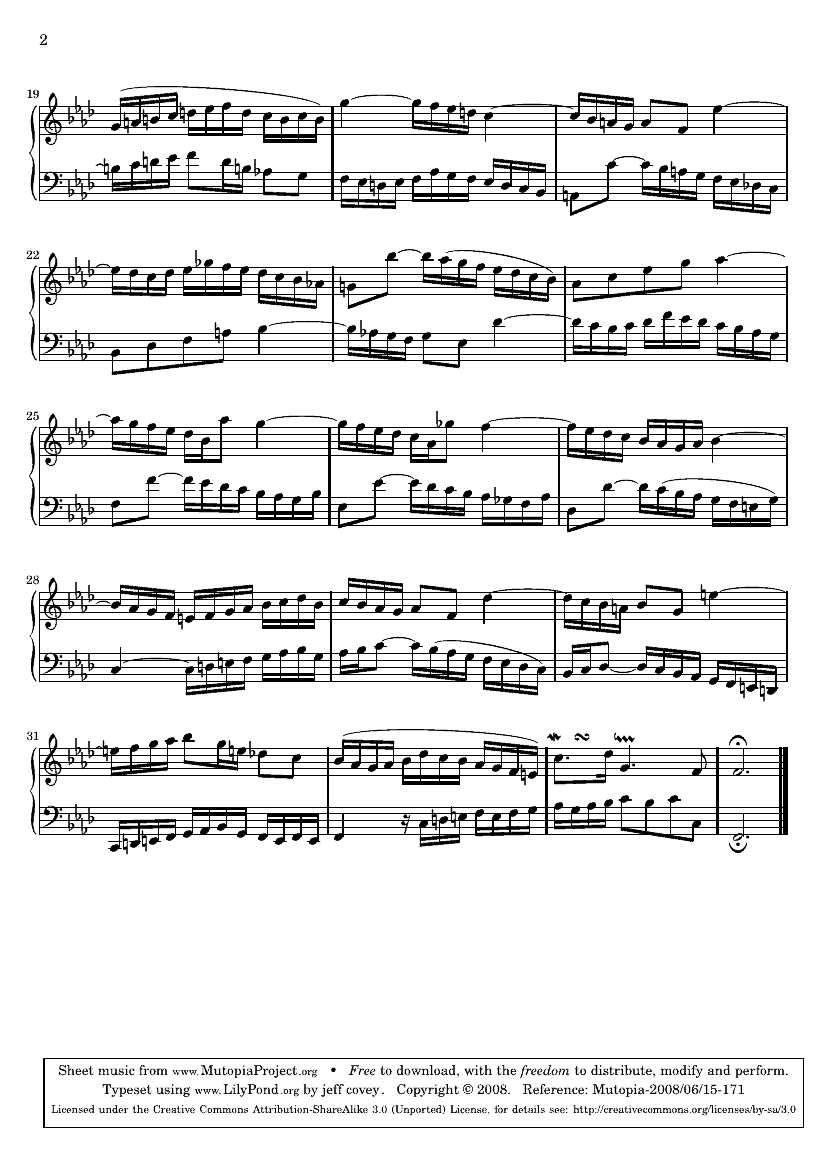 2
19
22
25
28
31
Sheet music from www.MutopiaProject.org • Free to download, with the freedom to distribute, modify and perform.
Typeset using www.LilyPond.org by jeff covey. Copyright © 2008. Reference: Mutopia-2008/06/15-171
Licensed under the Creative Commons Attribution-ShareAlike 3.0 (Unported) License, for details see: http://creativecommons.org/licenses/by-sa/3.0